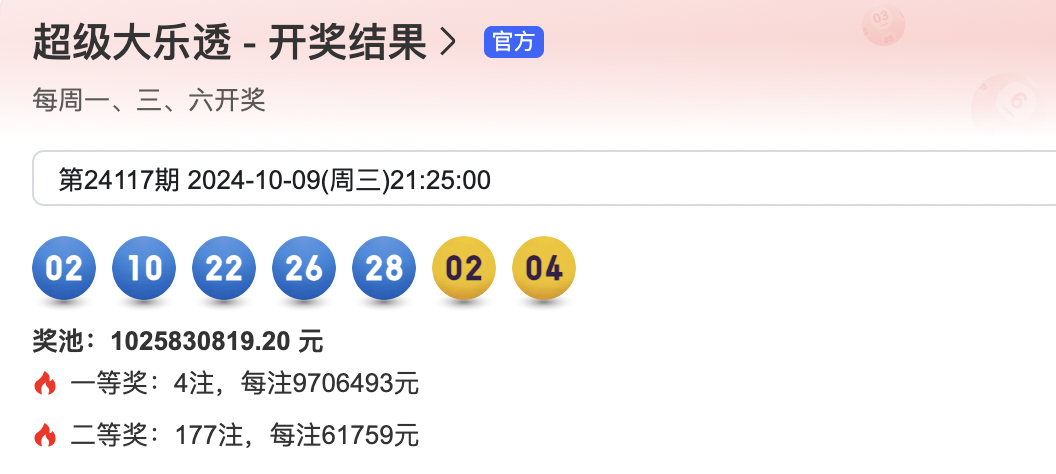 超级大乐透 - 开奖结果 > 官方
每周一、三、六开奖
第24117期 2024-10-09(周三)21:25:00
02 10 22 26 28 02 04
奖池：1025830819.20 元
一等奖：4注，每注9706493元
二等奖：177注，每注61759元